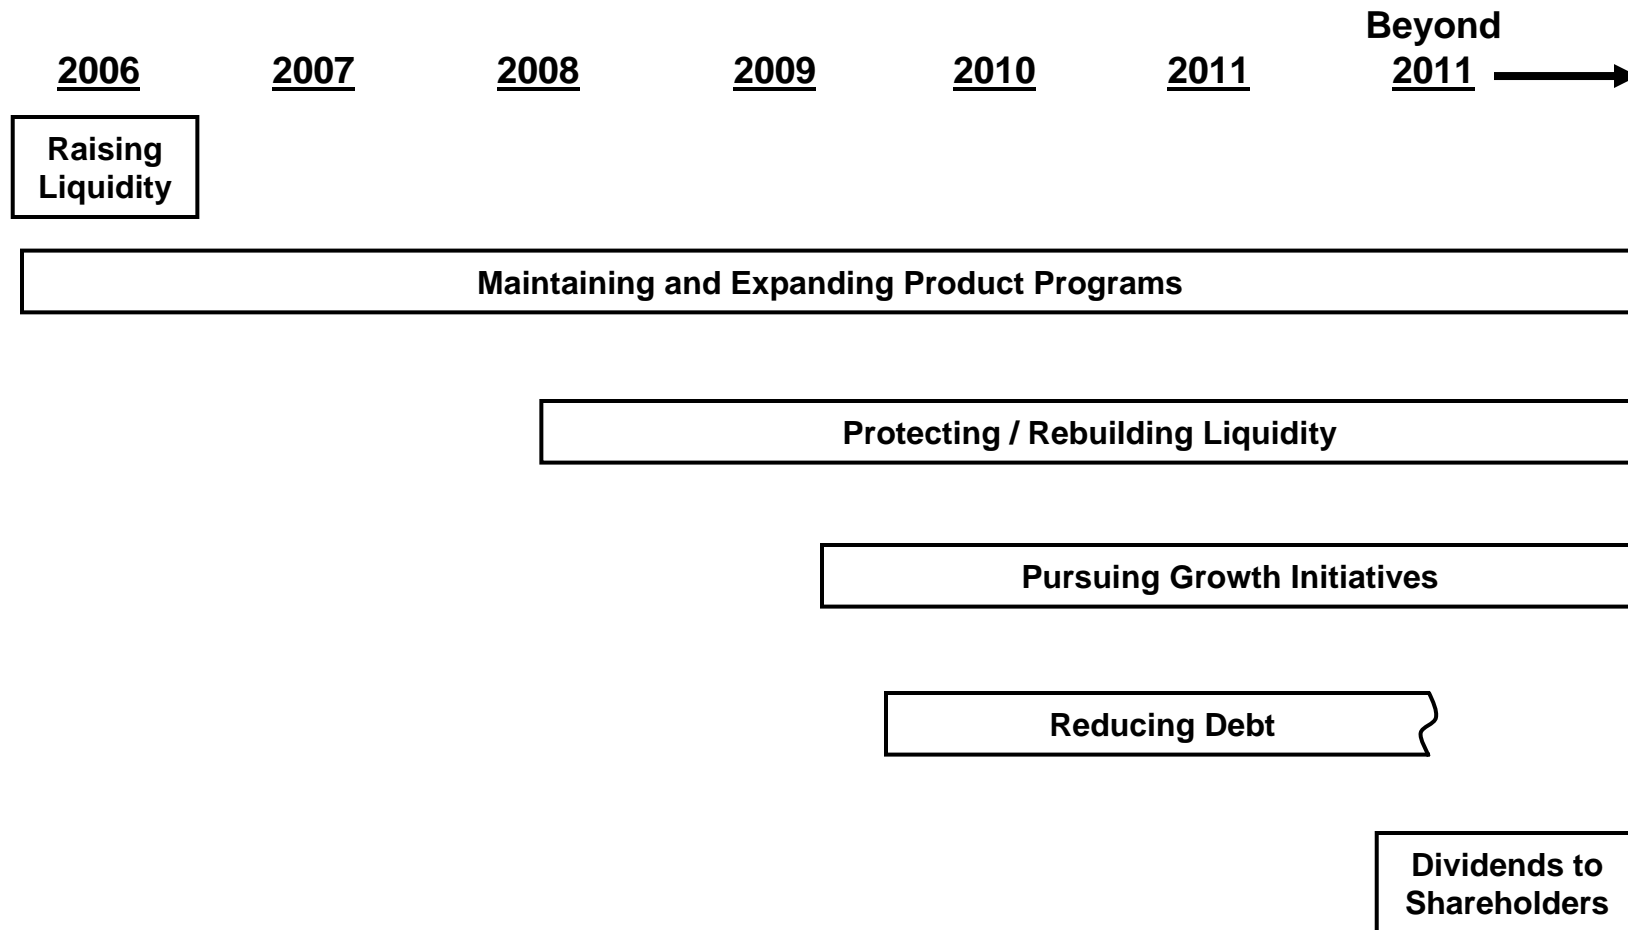 Beyond
2006 2007 2008 2009 2010 2011 2011
Raising
Liquidity
Maintaining and Expanding Product Programs
Protecting / Rebuilding Liquidity
Pursuing Growth Initiatives
Reducing Debt
Dividends to
Shareholders